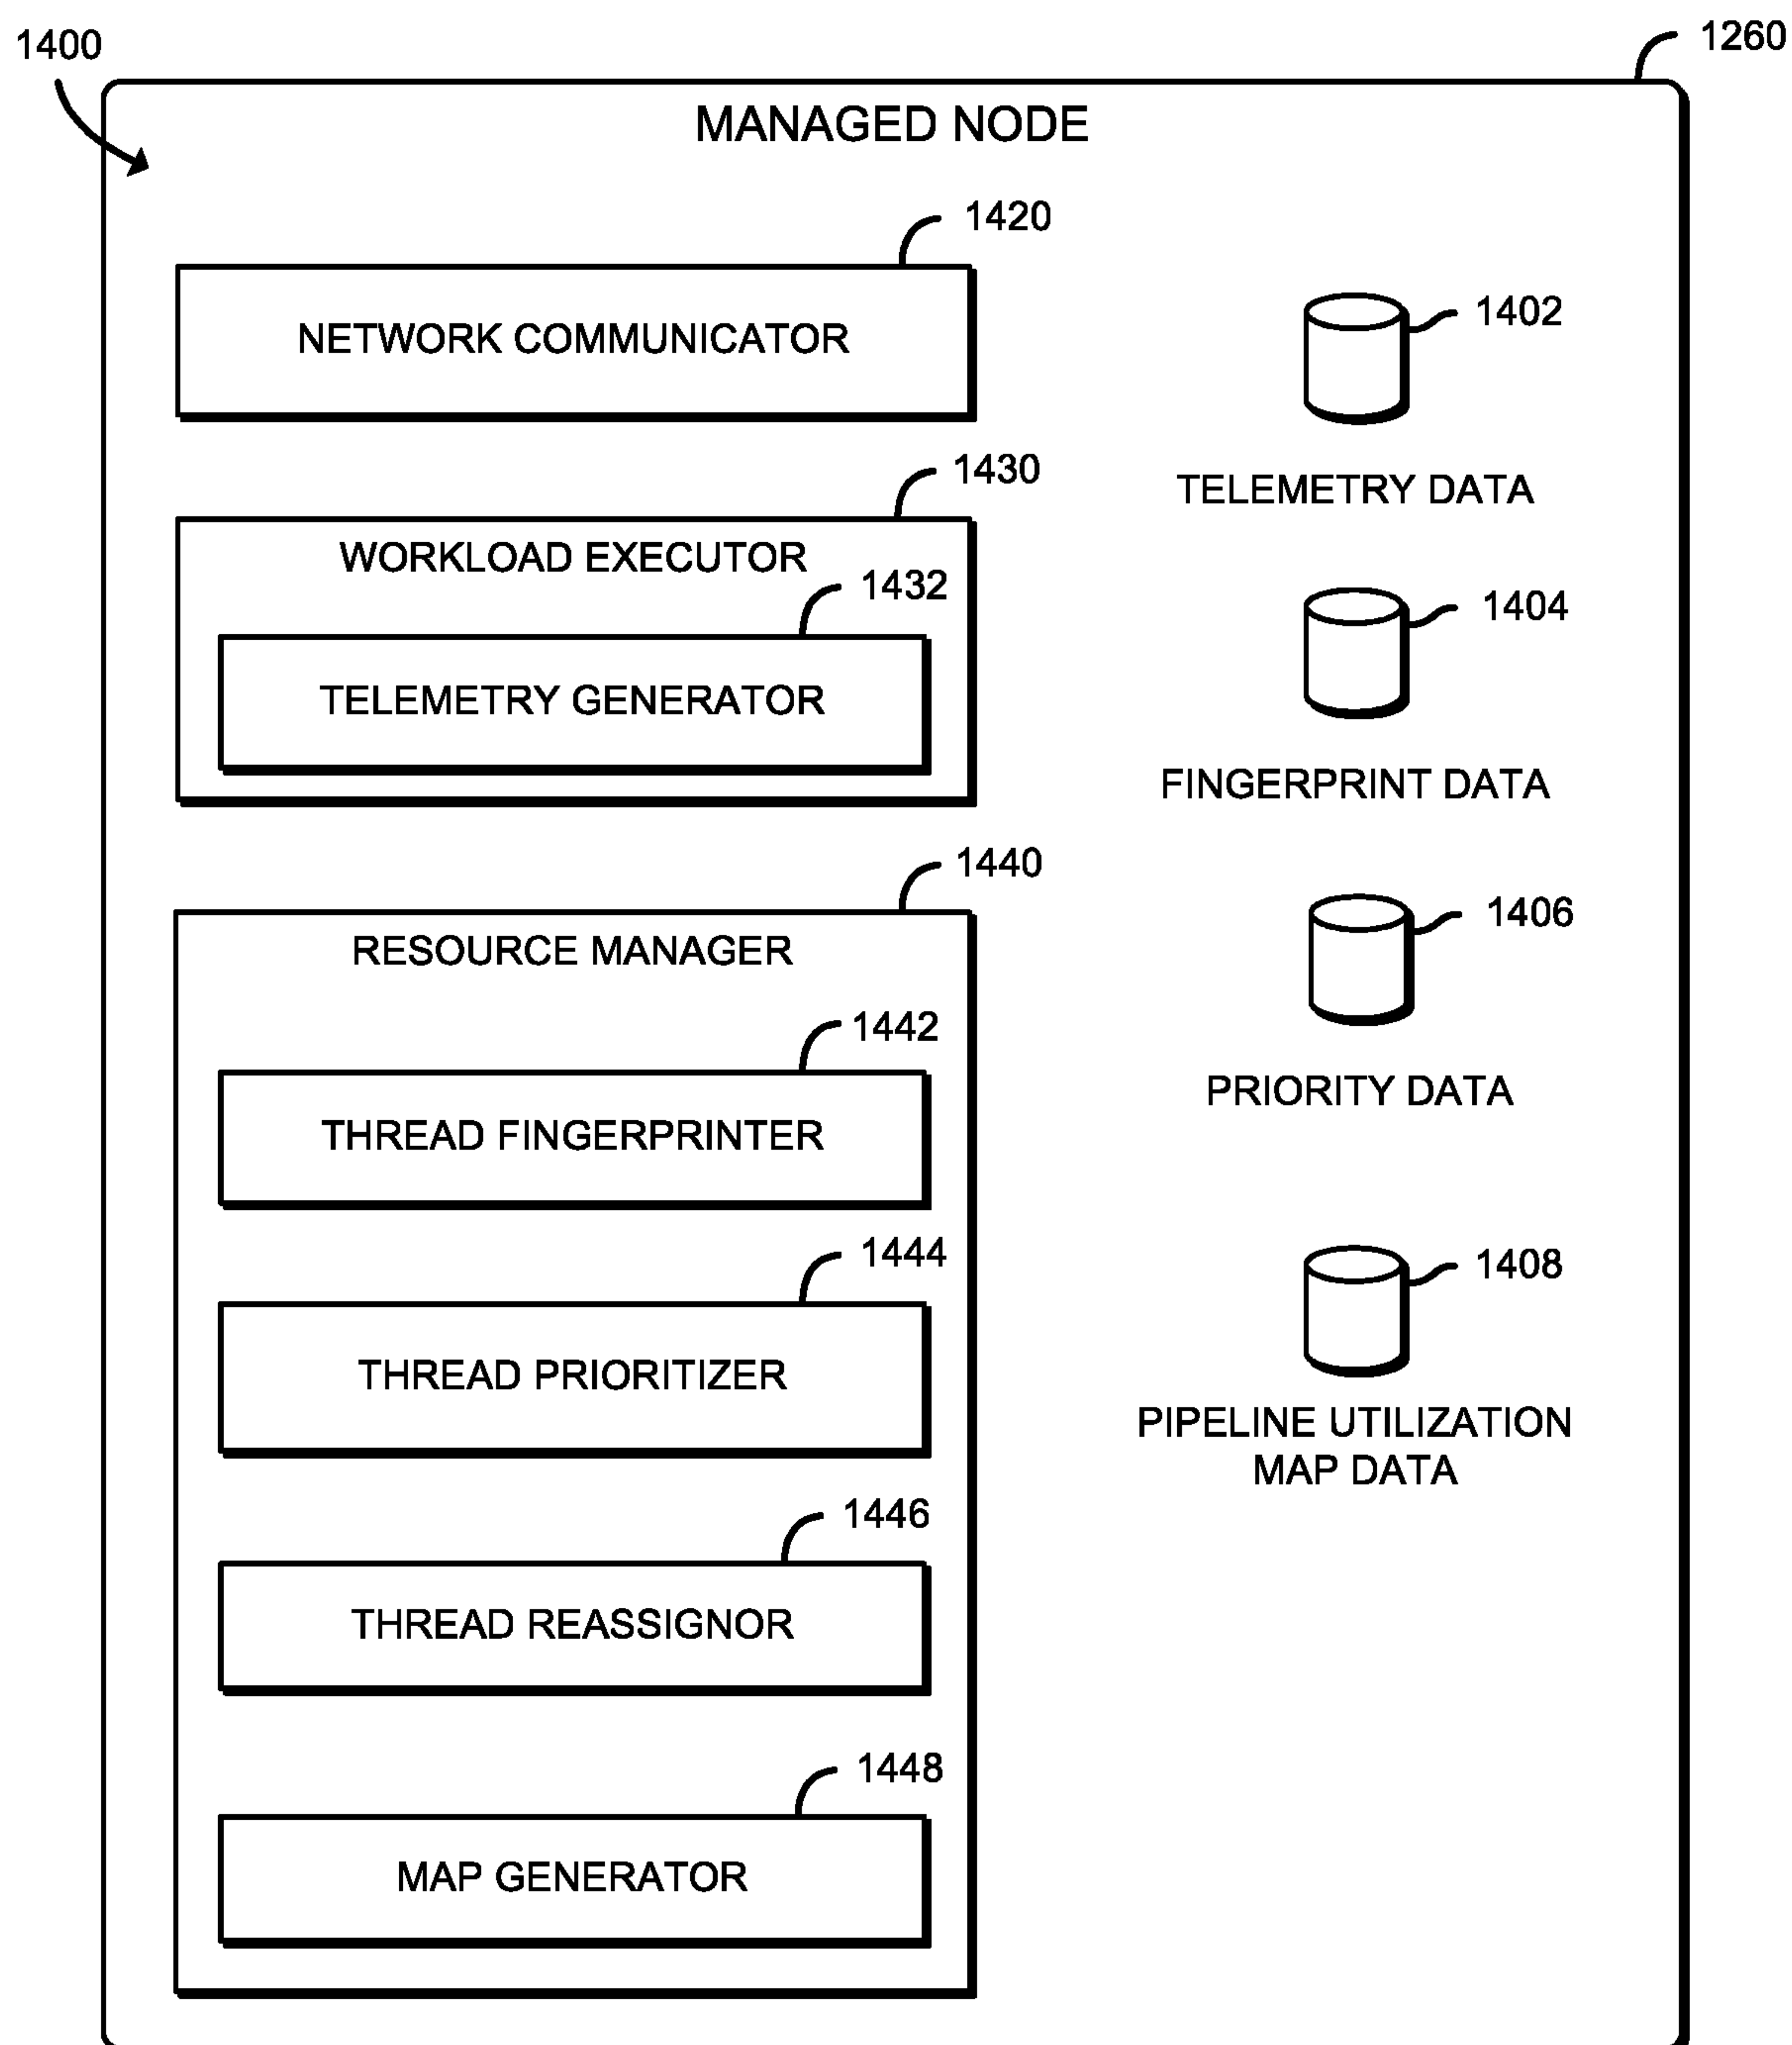 1400
1260
MANAGED NODE
1420
NETWORK COMMUNICATOR
1402
TELEMETRY DATA
1430
WORKLOAD EXECUTOR
1432
TELEMETRY GENERATOR
1404
FINGERPRINT DATA
1440
RESOURCE MANAGER
1406
PRIORITY DATA
1442
THREAD FINGERPRINTER
1444
THREAD PRIORITIZER
1408
PIPELINE UTILIZATION
MAP DATA
1446
THREAD REASSIGNOR
1448
MAP GENERATOR